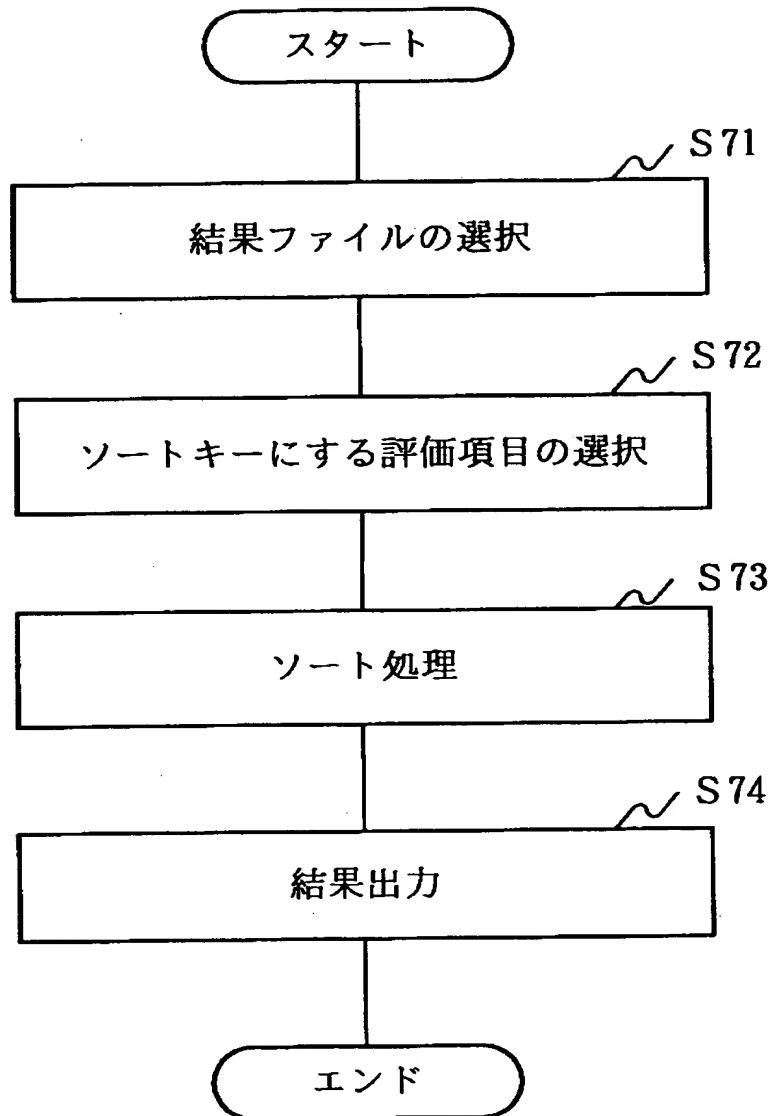 スタート
S71
結果ファイルの選択
S72
ソートキーにする評価項目の選択
S73
ソート処理
S74
結果出力
エンド